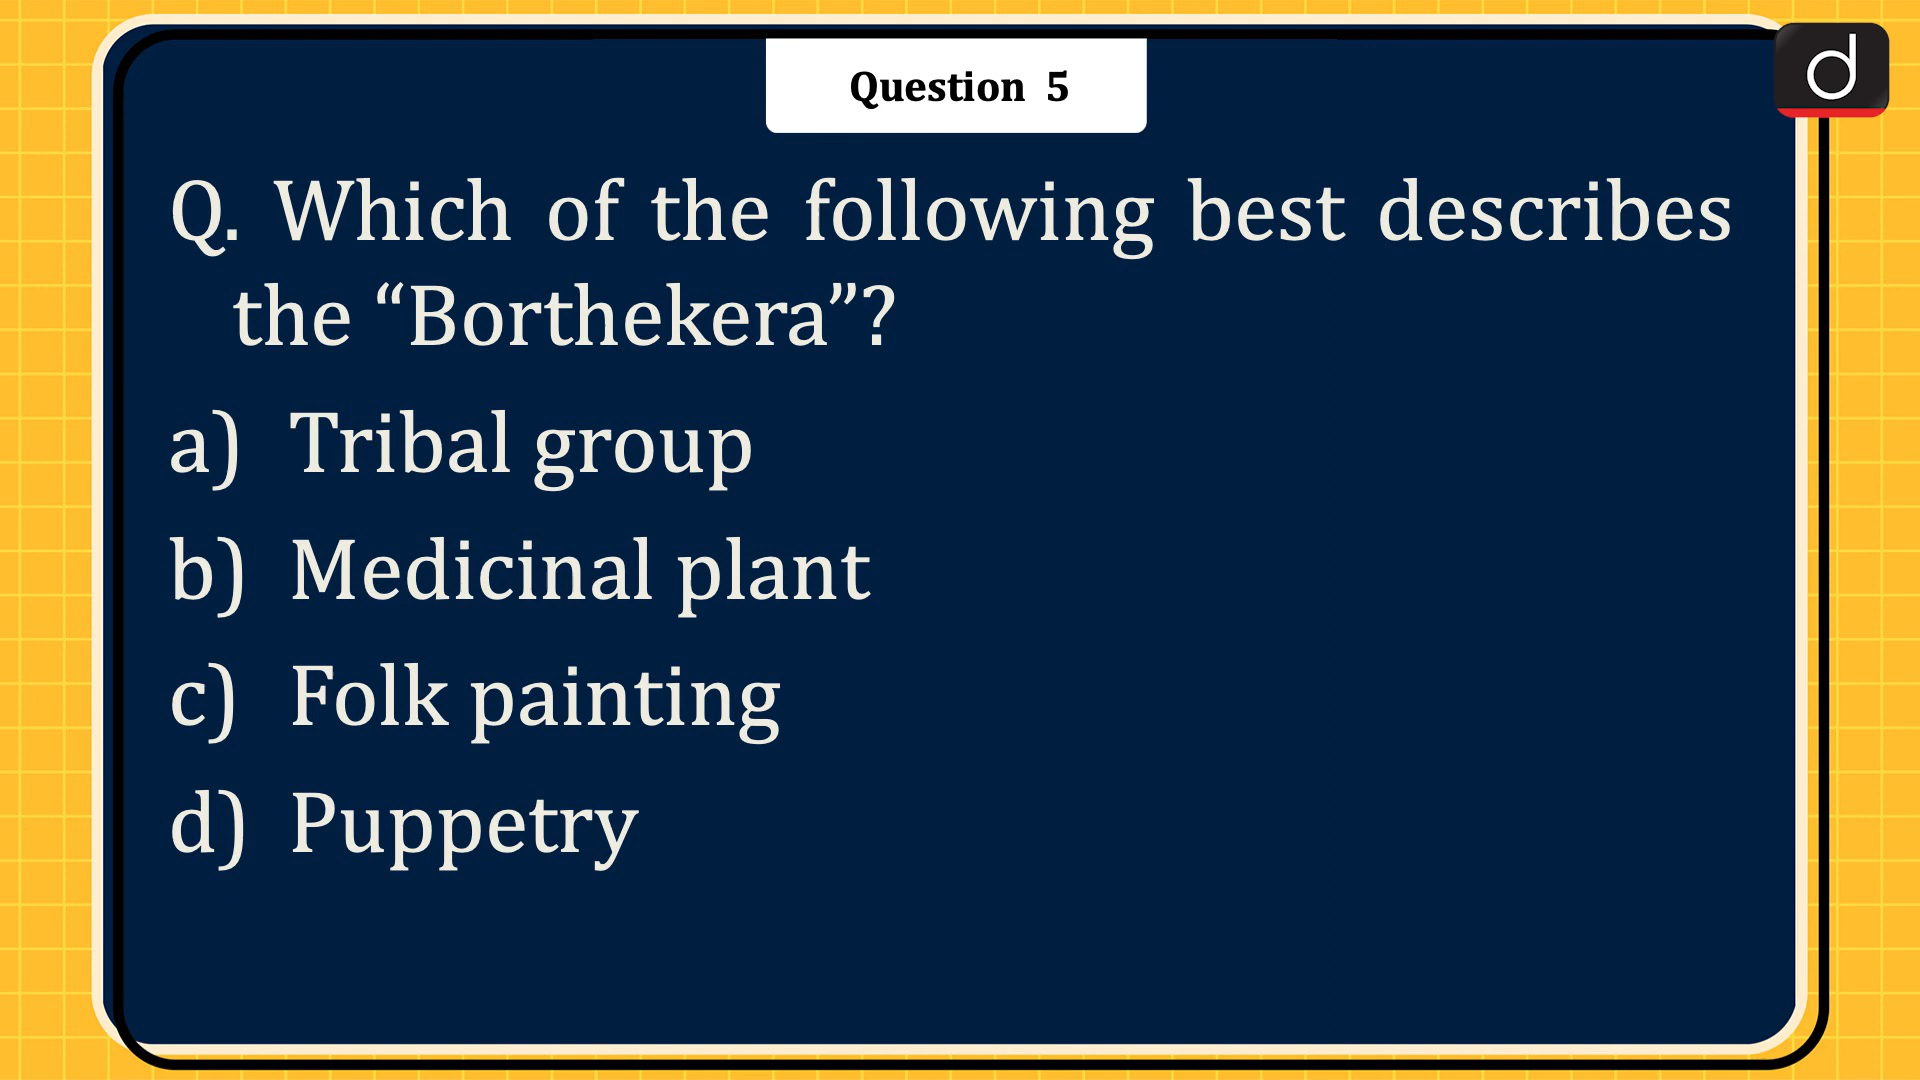 Question 5
Q. Which of the following best describes
the “Borthekera”?
a) Tribal group
b) Medicinal plant
c) Folk painting
d) Puppetry
d